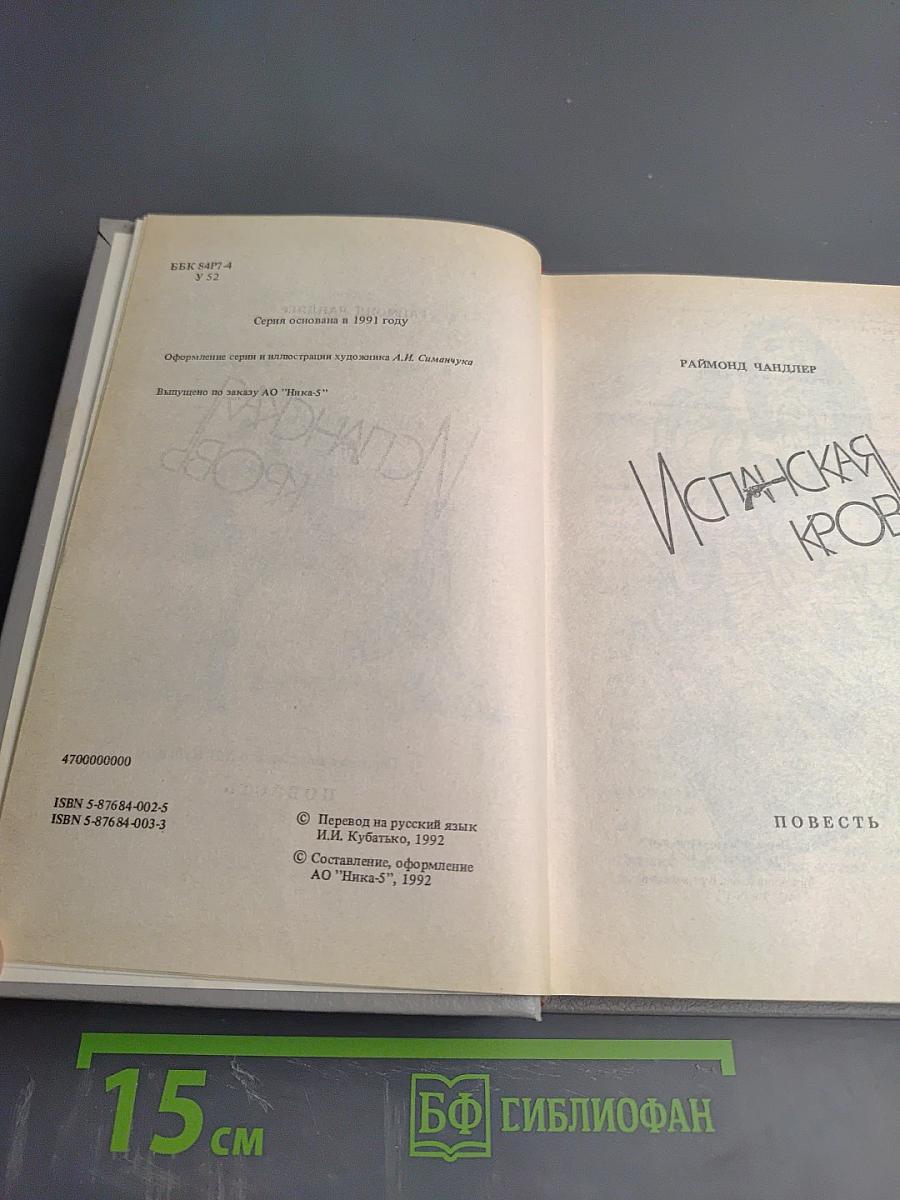 ББК 84Р7-4
У 52
Серия основана в 1991 году
Оформление серии и иллюстрации художника А.И. Симанчука
Выпущено по заказу АО "Ника-5"
4700000000
ISBN 5-87684-002-5
ISBN 5-87684-003-3
© Перевод на русский язык
И.И. Кубатько, 1992
© Составление, оформление
АО "Ника-5", 1992
РАЙМОНД ЧАНДЛЕР
ИСПАНСКАЯ
КРОВ
ПОВЕСТЬ
15 см
БФ БИБЛИОФАН